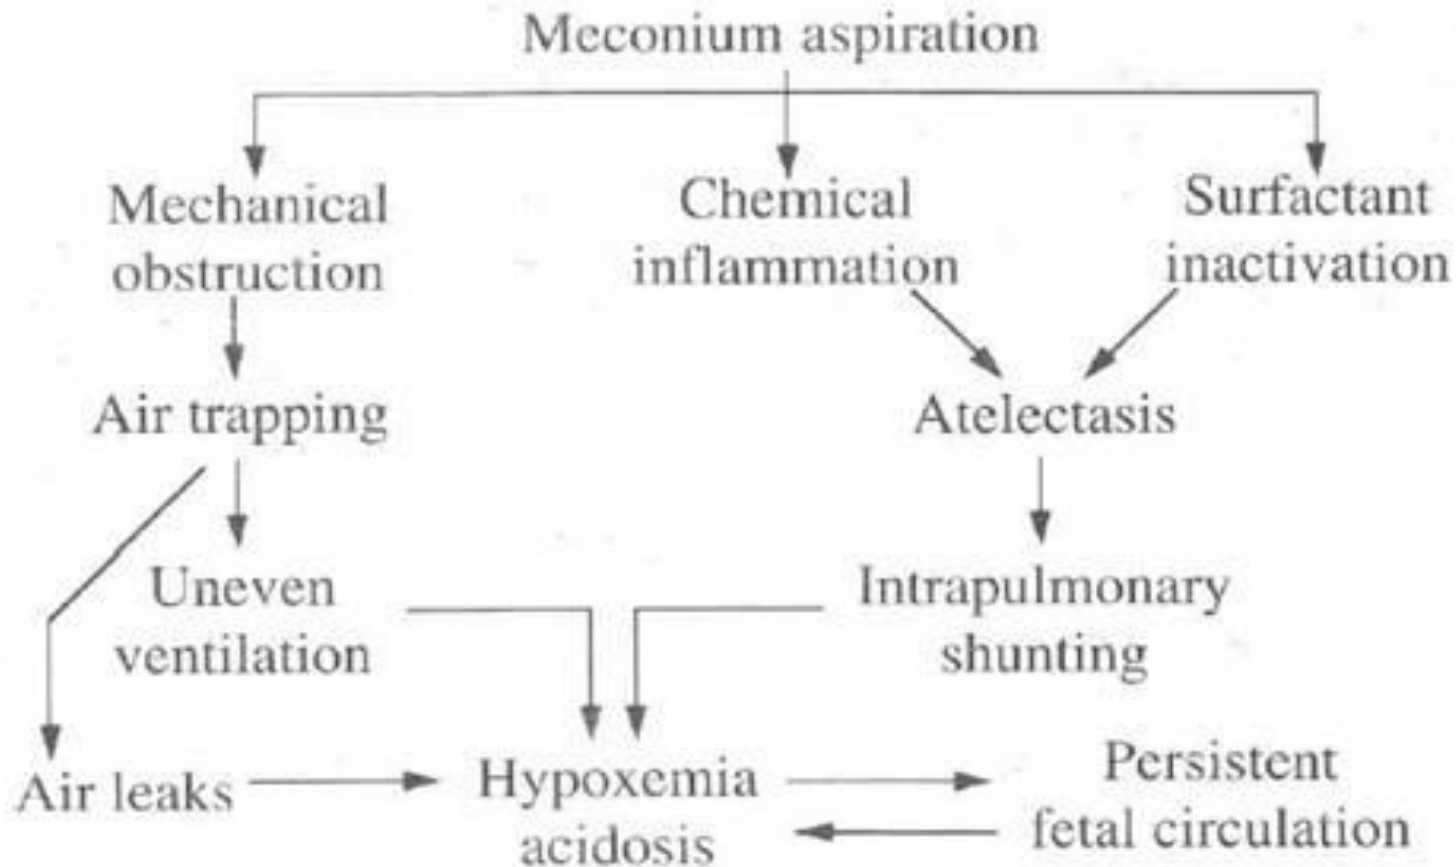 Meconium aspiration
Mechanical
obstruction
Chemical
inflammation
Surfactant
inactivation
Air trapping
Atelectasis
Uneven
ventilation
Intrapulmonary
shunting
Air leaks
Hypoxemia
acidosis
Persistent
fetal circulation